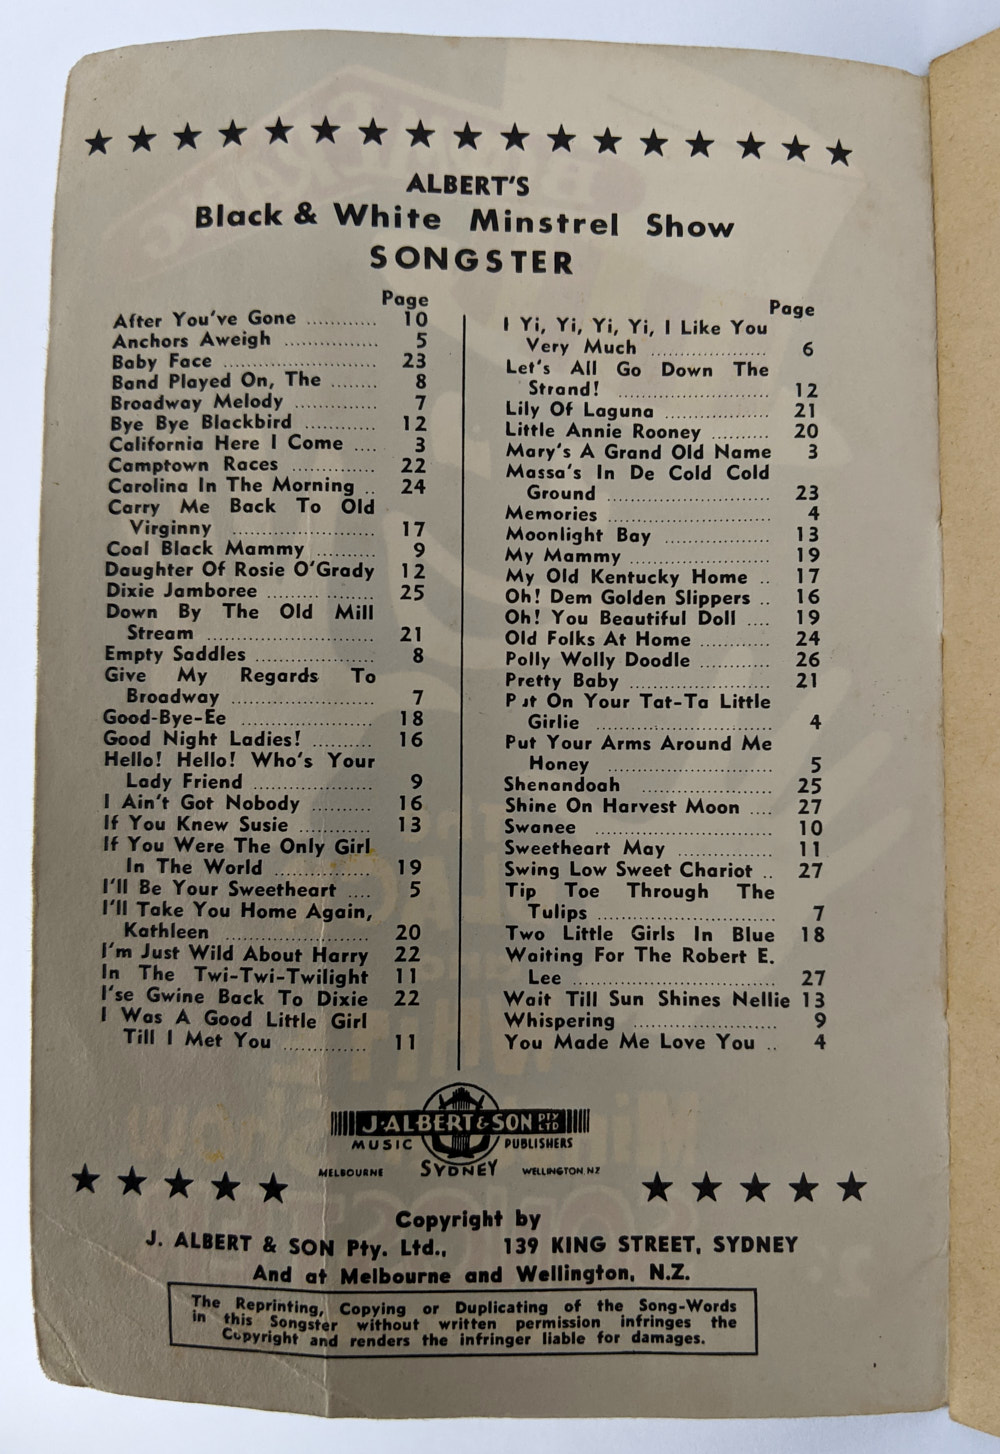 ALBERT'S
Black & White Minstrel Show
SONGSTER
Page
After You've Gone ............ 10
Anchors Aweigh ................ 5
Baby Face .......................... 23
Band Played On, The ........ 8
Broadway Melody .............. 7
Bye Bye Blackbird ............ 12
California Here I Come .... 3
Camptown Races .............. 22
Carolina In The Morning .. 24
Carry Me Back To Old
Virginny ........................ 17
Coal Black Mammy .......... 9
Daughter Of Rosie O'Grady 12
Dixie Jamboree ......... ........ 25
Down By The Old Mill
Stream ............................ 21
Empty Saddles .................... 8
Give My Regards To
Broadway ........................ 7
Good-Bye-Ee ...................... 18
Good Night Ladies! .......... 16
Hello! Hello! Who's Your
Lady Friend .................... 9
I Ain't Got Nobody .......... 16
If You Knew Susie ............ 13
If You Were The Only Girl
In The World ................ 19
I'll Be Your Sweetheart .... 5
I'll Take You Home Again,
Kathleen ........................ 20
I'm Just Wild About Harry 22
In The Twi-Twi-Twilight 11
I'se Gwine Back To Dixie 22
I Was A Good Little Girl
Till I Met You .............. 11
Page
I Yi, Yi, Yi, Yi, I Like You
Very Much .................... 6
Let's All Go Down The
Strand! .......................... 12
Lily Of Laguna .................. 21
Little Annie Rooney .......... 20
Mary's A Grand Old Name 3
Massa's In De Cold Cold
Ground ............................ 23
Memories ............................ 4
Moonlight Bay .................. 13
My Mammy ........................ 19
My Old Kentucky Home .. 17
Oh! Dem Golden Slippers .. 16
Oh! You Beautiful Doll .... 19
Old Folks At Home ............ 24
Polly Wolly Doodle ............ 26
Pretty Baby ........................ 21
Put On Your Tat-Ta Little
Girlie .............................. 4
Put Your Arms Around Me
Honey ............................ 5
Shenandoah ...................... 25
Shine On Harvest Moon .... 27
Swanee .............................. 10
Sweetheart May ................ 11
Swing Low Sweet Chariot .. 27
Tip Toe Through The
Tulips .............................. 7
Two Little Girls In Blue 18
Waiting For The Robert E.
Lee .................................. 27
Wait Till Sun Shines Nellie 13
Whispering ........................ 9
You Made Me Love You .. 4
J. ALBERT & SON PTY LTD
MUSIC PUBLISHERS
MELBOURNE SYDNEY WELLINGTON. N.Z
Copyright by
J. ALBERT & SON Pty. Ltd., 139 KING STREET, SYDNEY
And at Melbourne and Wellington, N.Z.
The Reprinting, Copying or Duplicating of the Song-Words
in this Songster without written permission infringes the
Copyright and renders the infringer liable for damages.